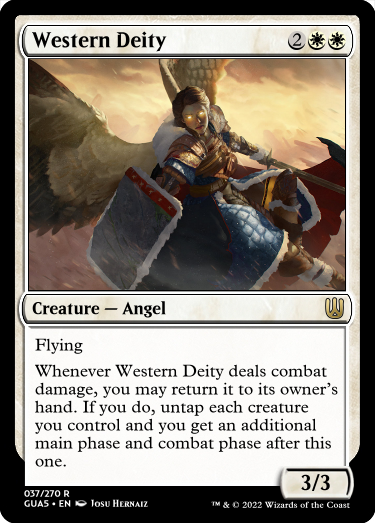 Western Deity 2
Creature — Angel
Flying
Whenever Western Deity deals combat
damage, you may return it to its owner's
hand. If you do, untap each creature
you control and you get an additional
main phase and combat phase after this
one.
3/3
037/270 R
GUA5 • EN Josu Hernaiz
™ & © 2022 Wizards of the Coast